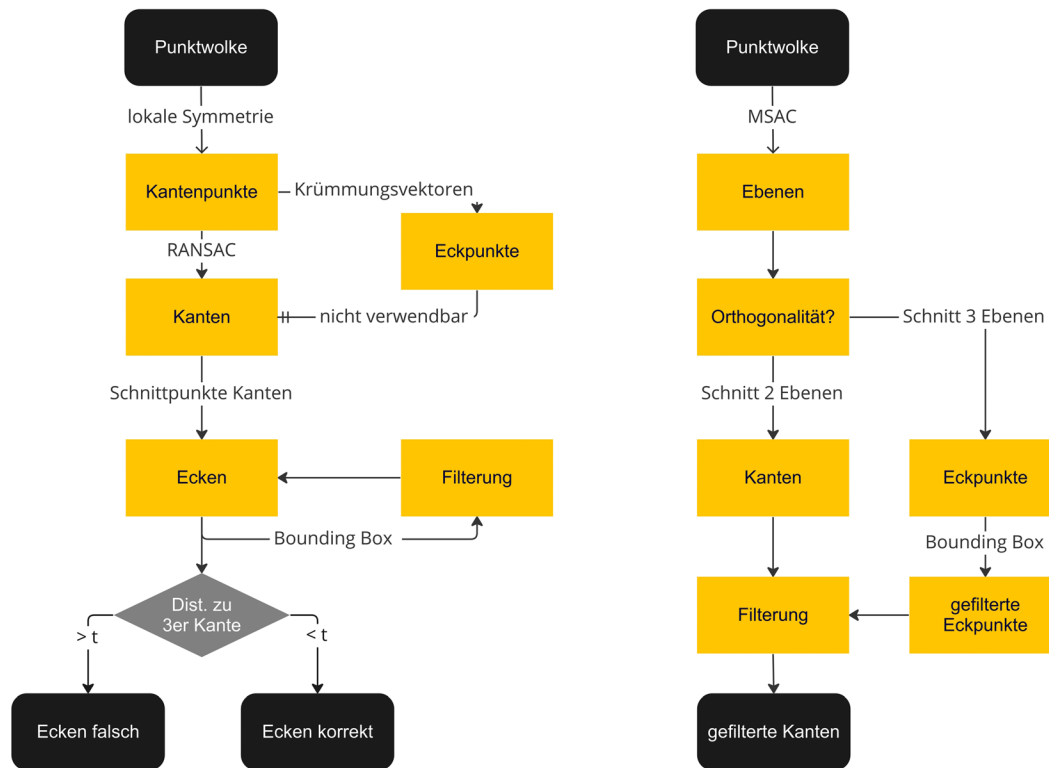 Punktwolke
lokale Symmetrie
Kantenpunkte
Krümmungsvektoren
Eckpunkte
RANSAC
Kanten
nicht verwendbar
Schnittpunkte Kanten
Ecken
Filterung
Bounding Box
Dist. zu
3er Kante
> t
< t
Ecken falsch
Ecken korrekt
Punktwolke
MSAC
Ebenen
Orthogonalität?
Schnitt 3 Ebenen
Schnitt 2 Ebenen
Kanten
Eckpunkte
Bounding Box
Filterung
gefilterte
Eckpunkte
gefilterte Kanten